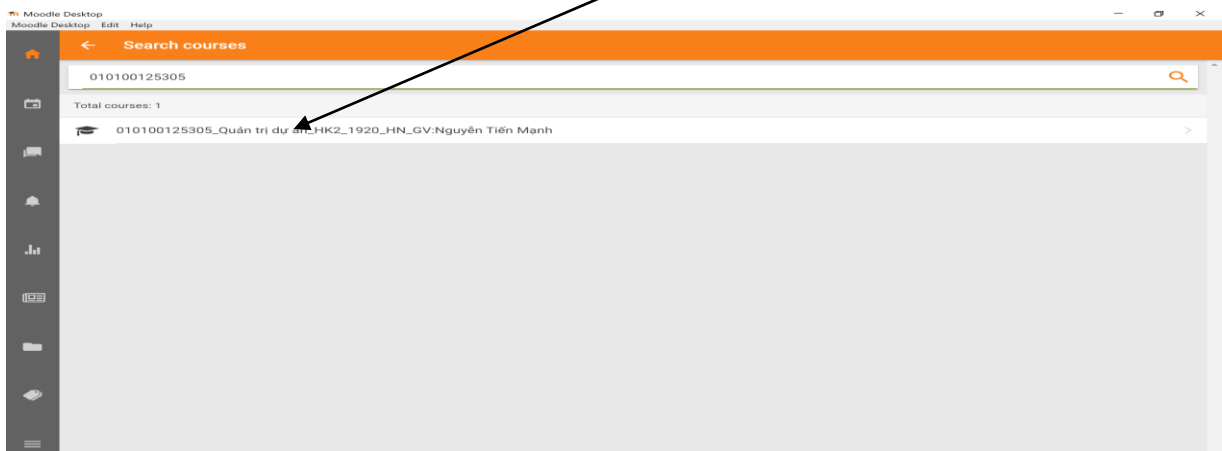 Moodle Desktop
Moodle Desktop Edit Help
Search courses
010100125305
Total courses: 1
010100125305_Quản trị dự án_HK2_1920_HN_GV:Nguyễn Tiến Mạnh